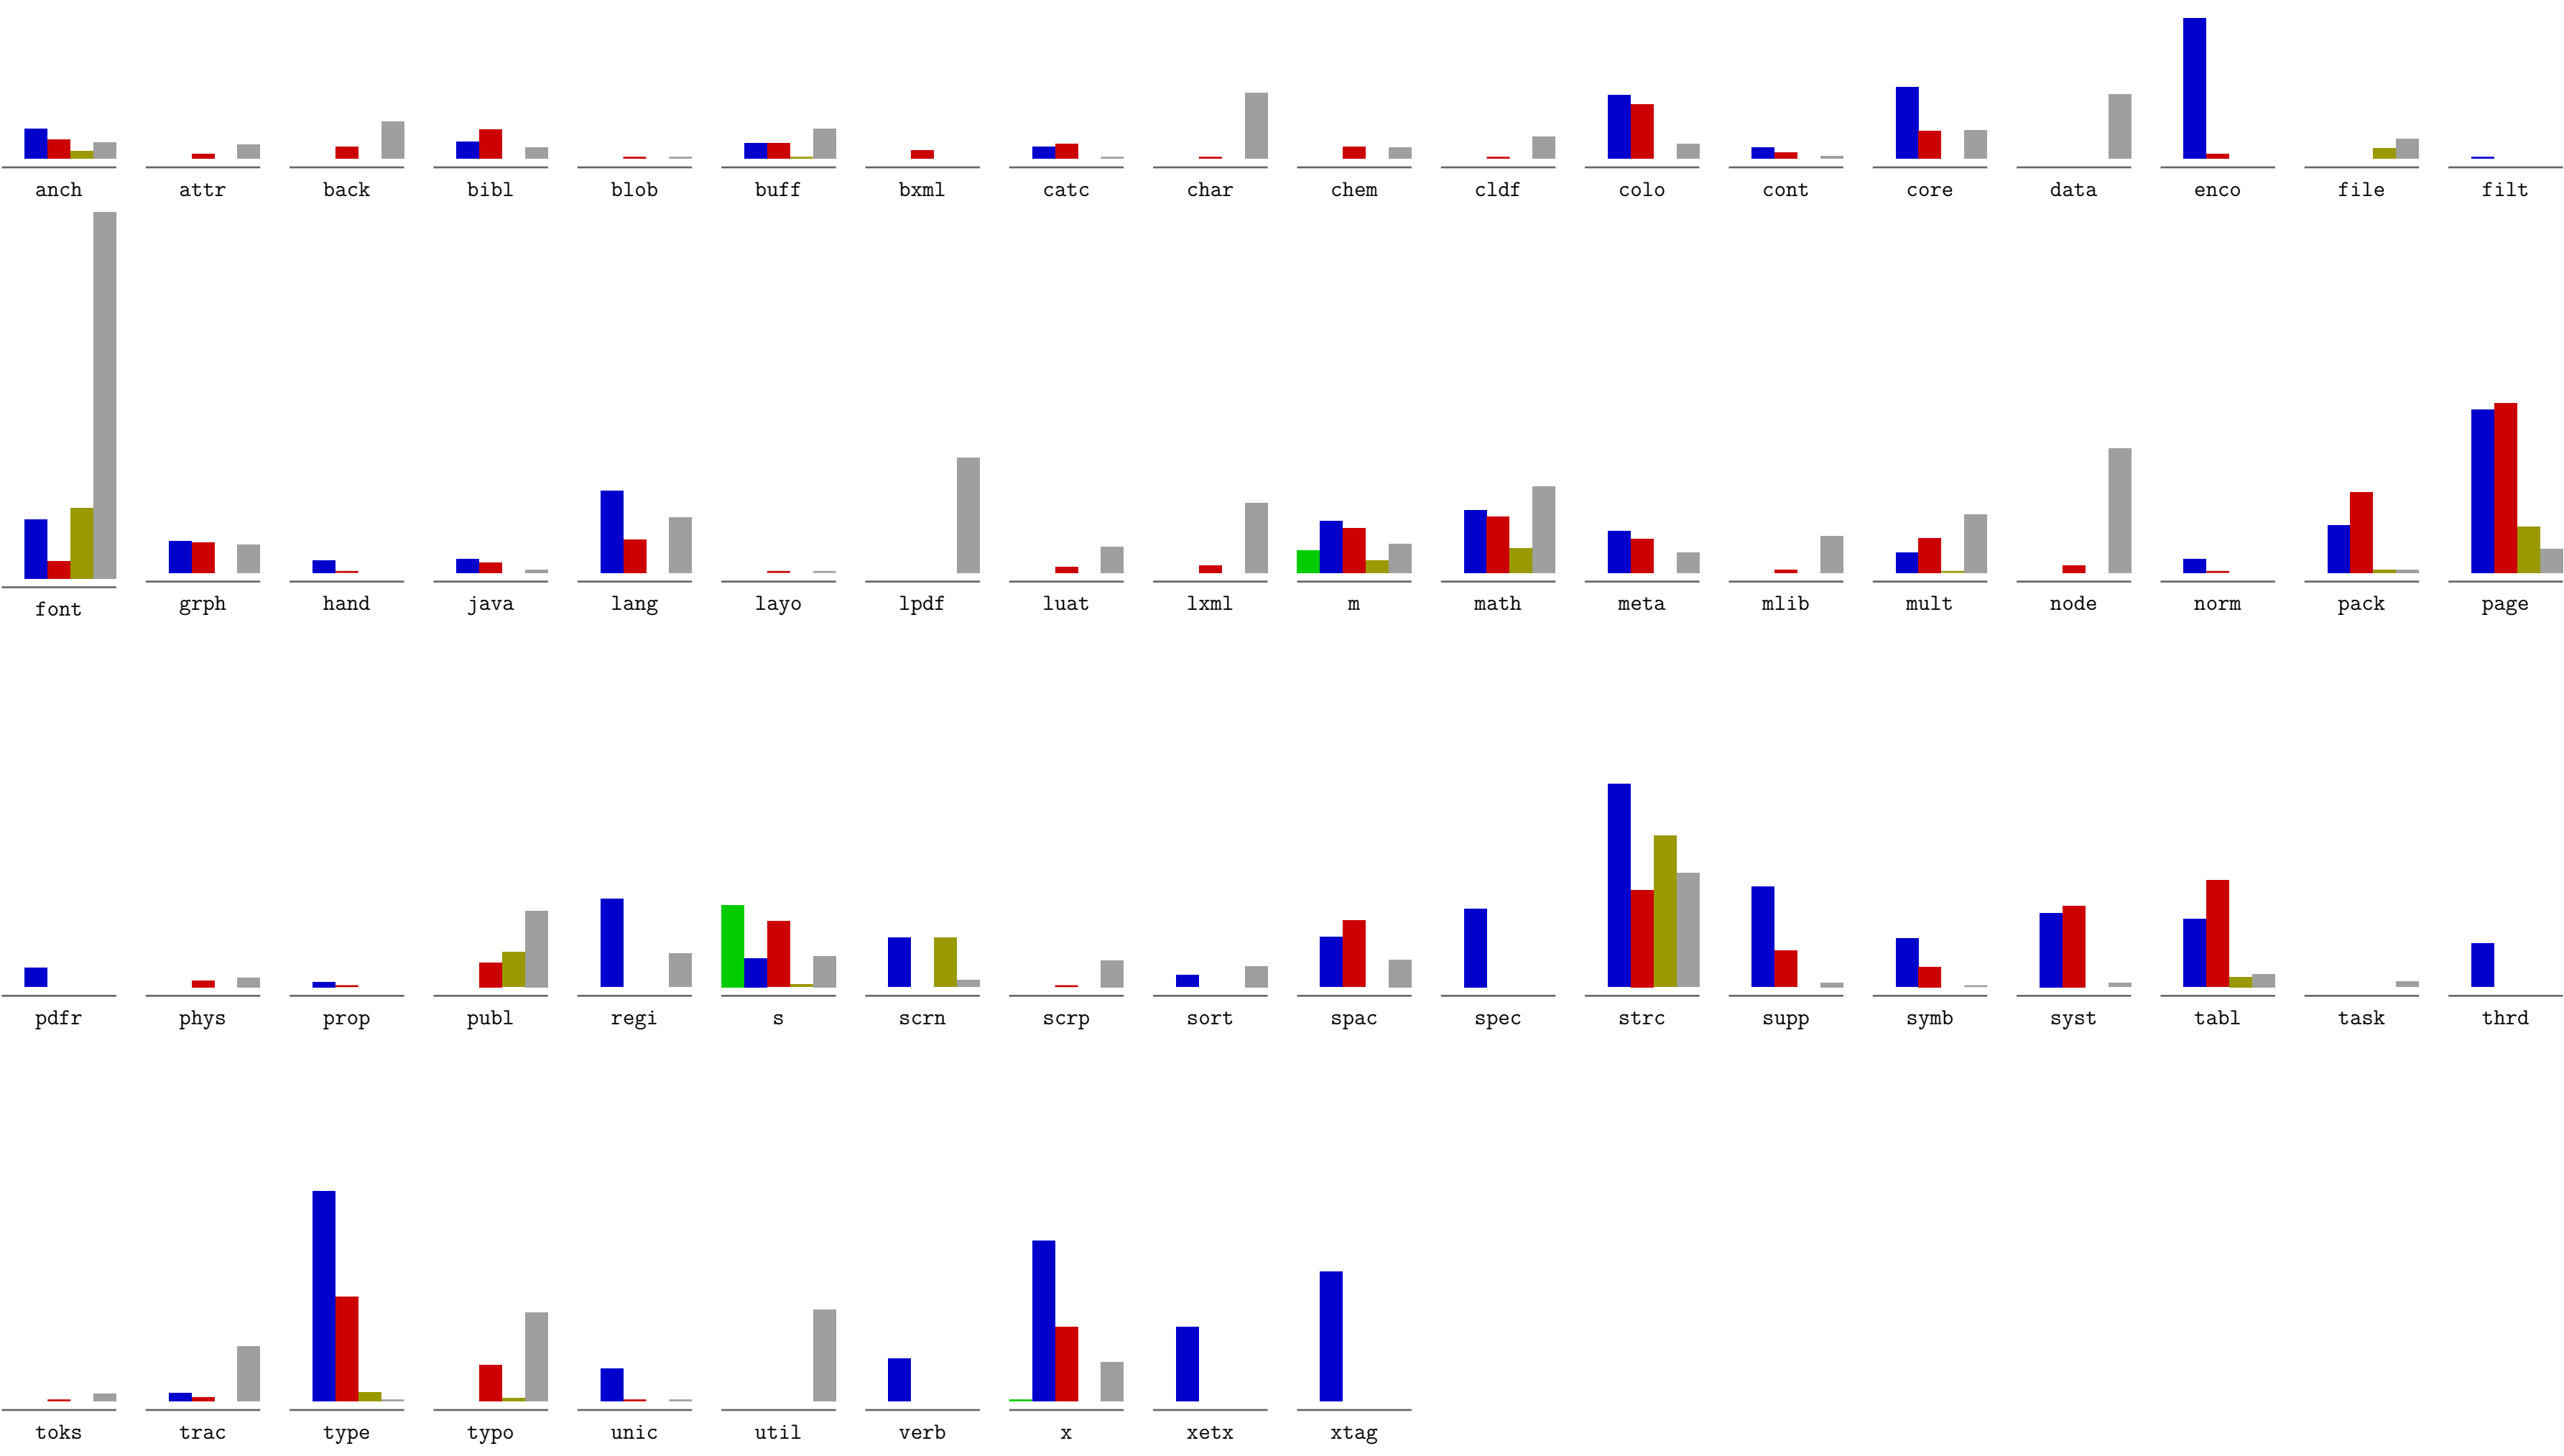 anch attr back bibl blob buff bxml catc char chem cldf colo cont core data enco file filt
font grph hand java lang layo lpdf luat lxml m math meta mlib mult node norm pack page
pdfr phys prop publ regi s scrn scrp sort spac spec strc supp symb syst tabl task thrd
toks trac type typo unic util verb x xetx xtag